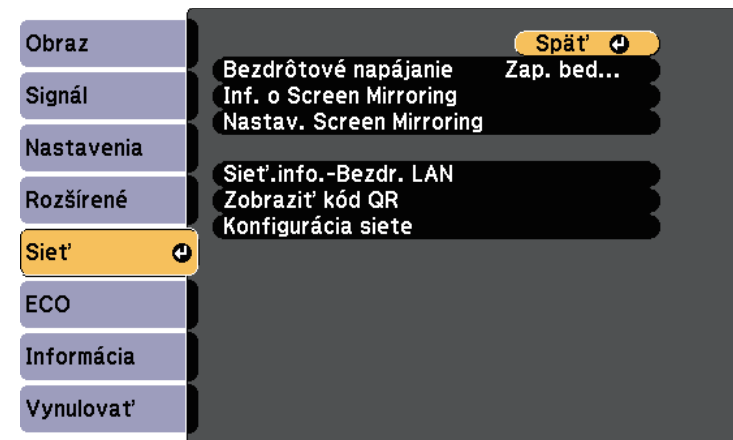 Obraz
Signál
Nastavenia
Rozšírené
Sieť
ECO
Informácia
Vynulovať
Späť
Bezdrôtové napájanie Zap. bed...
Inf. o Screen Mirroring
Nastav. Screen Mirroring
Sieť.info.-Bezdr. LAN
Zobraziť kód QR
Konfigurácia siete